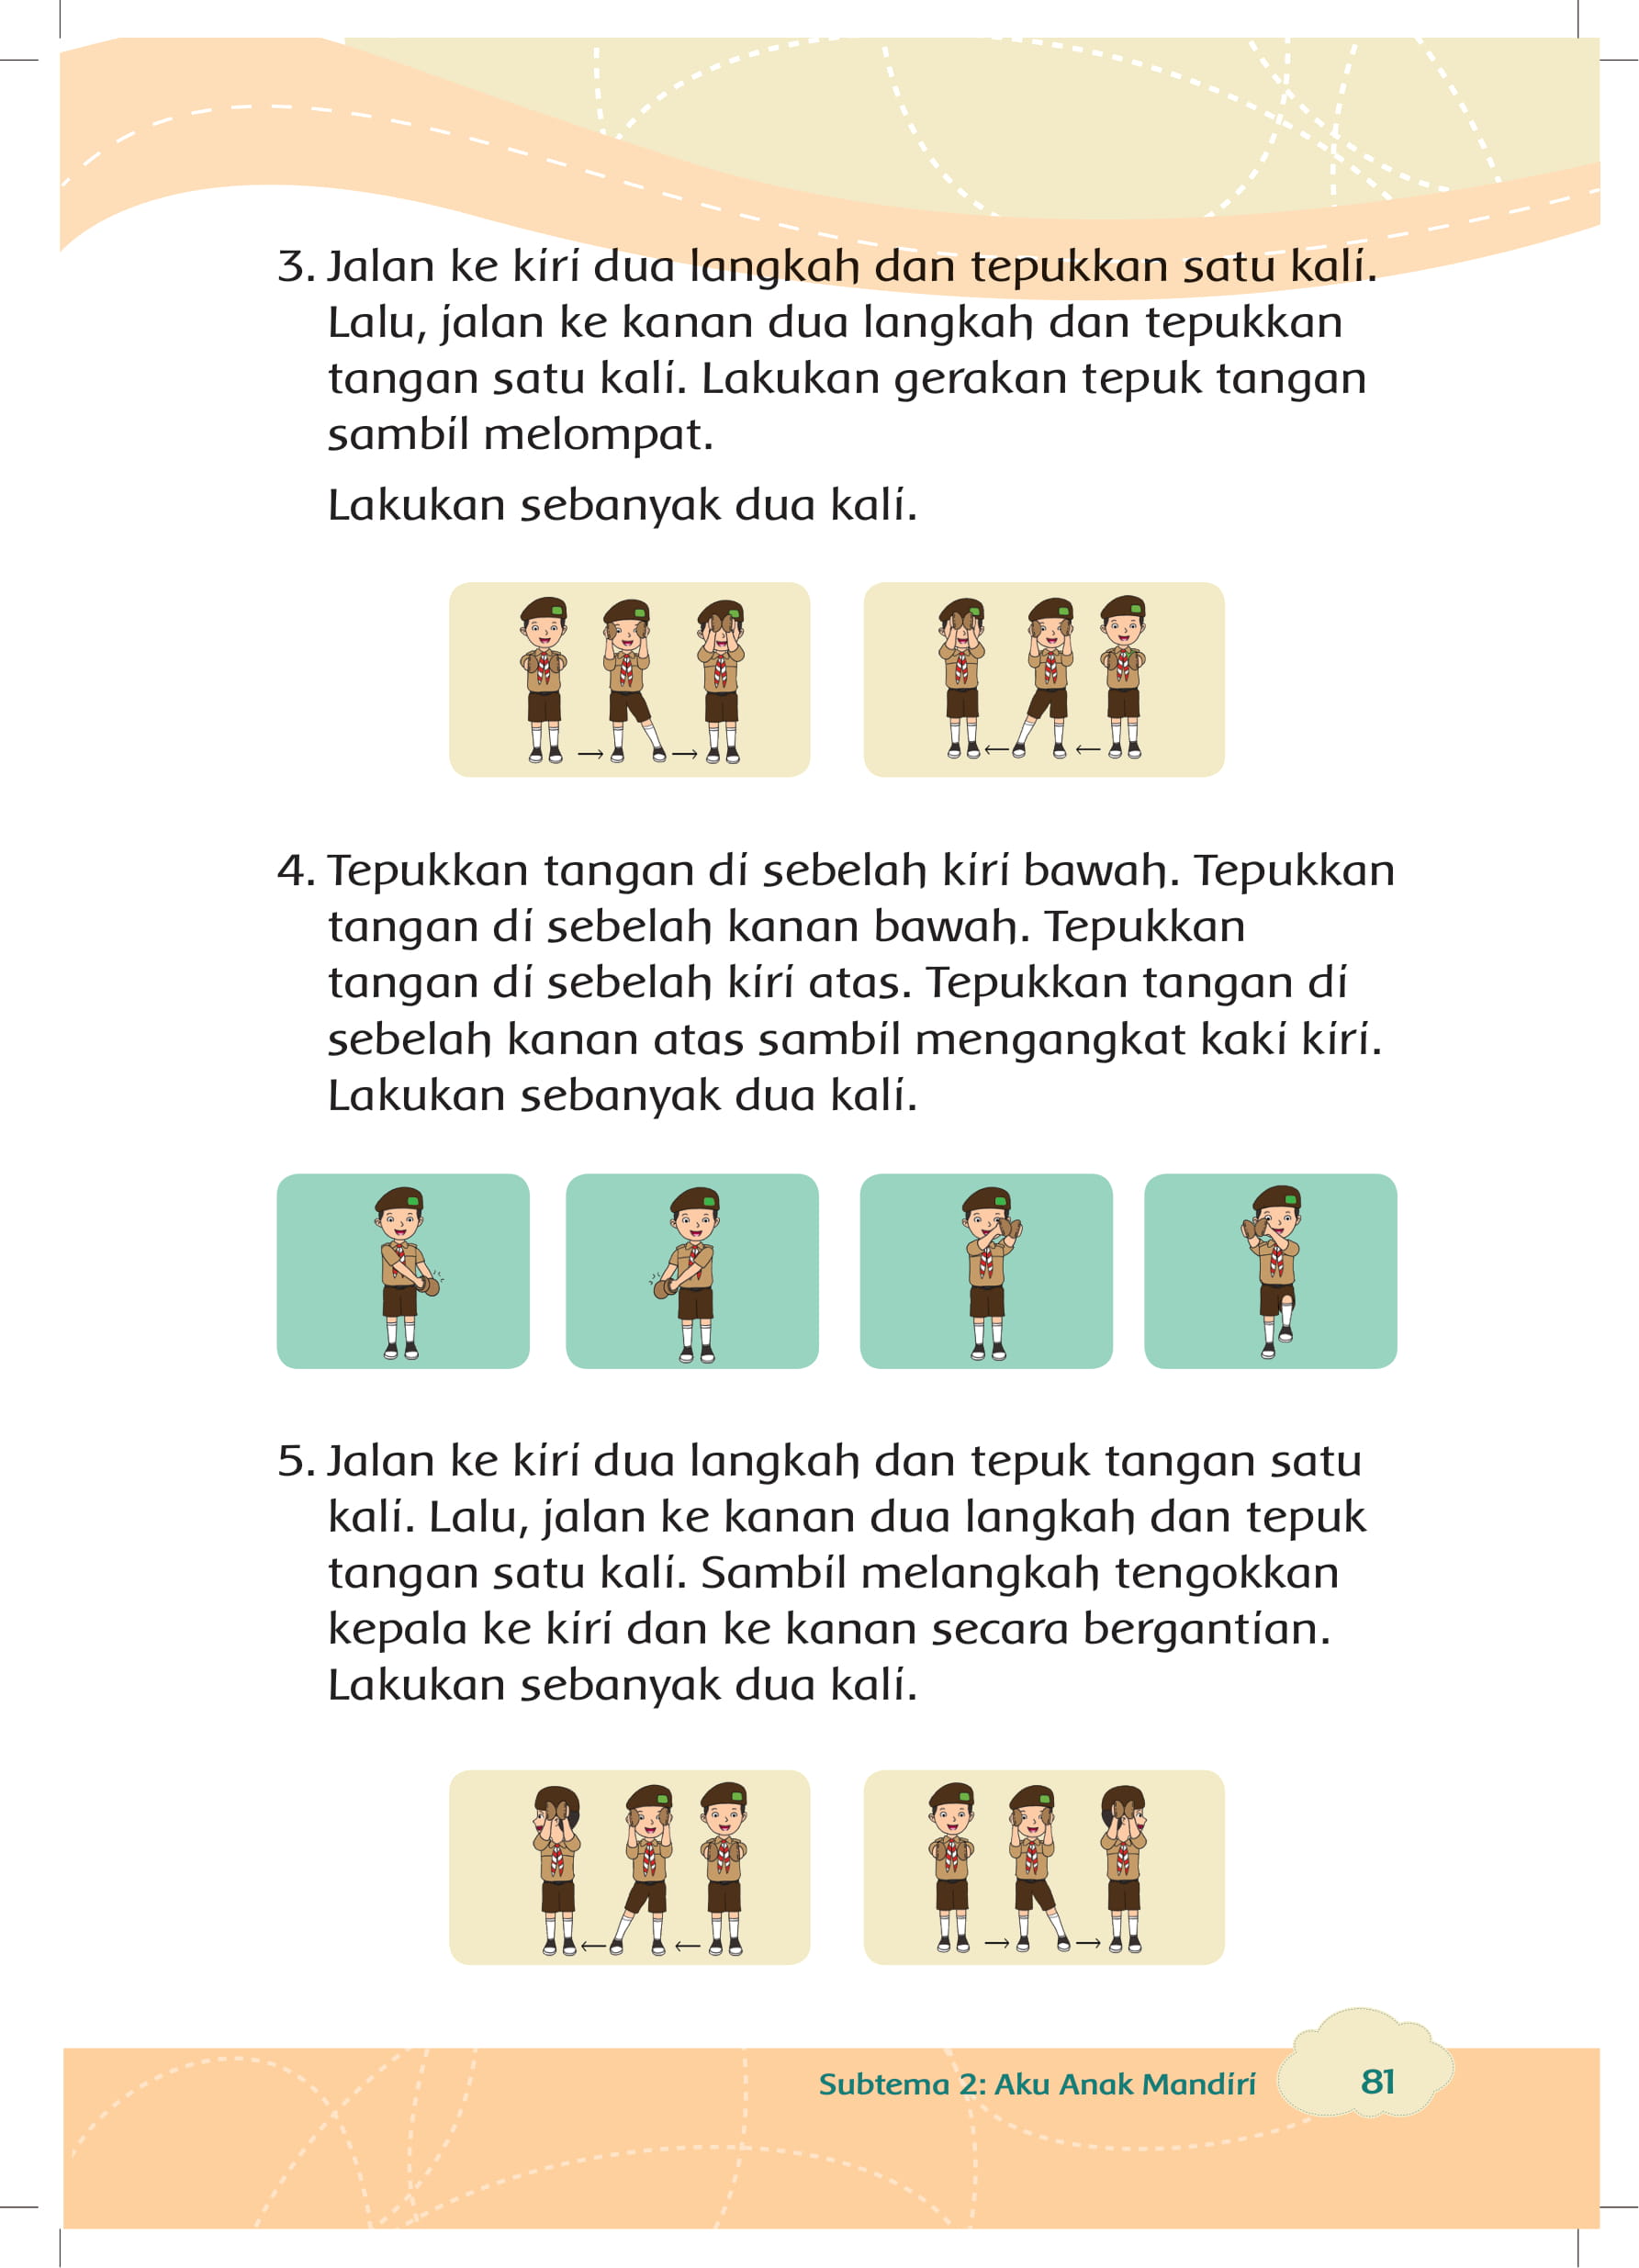 3. Jalan ke kiri dua langkah dan tepukkan satu kali.
Lalu, jalan ke kanan dua langkah dan tepukkan
tangan satu kali. Lakukan gerakan tepuk tangan
sambil melompat.
Lakukan sebanyak dua kali.
4. Tepukkan tangan di sebelah kiri bawah. Tepukkan
tangan di sebelah kanan bawah. Tepukkan
tangan di sebelah kiri atas. Tepukkan tangan di
sebelah kanan atas sambil mengangkat kaki kiri.
Lakukan sebanyak dua kali.
5. Jalan ke kiri dua langkah dan tepuk tangan satu
kali. Lalu, jalan ke kanan dua langkah dan tepuk
tangan satu kali. Sambil melangkah tengokkan
kepala ke kiri dan ke kanan secara bergantian.
Lakukan sebanyak dua kali.
Subtema 2: Aku Anak Mandiri 81